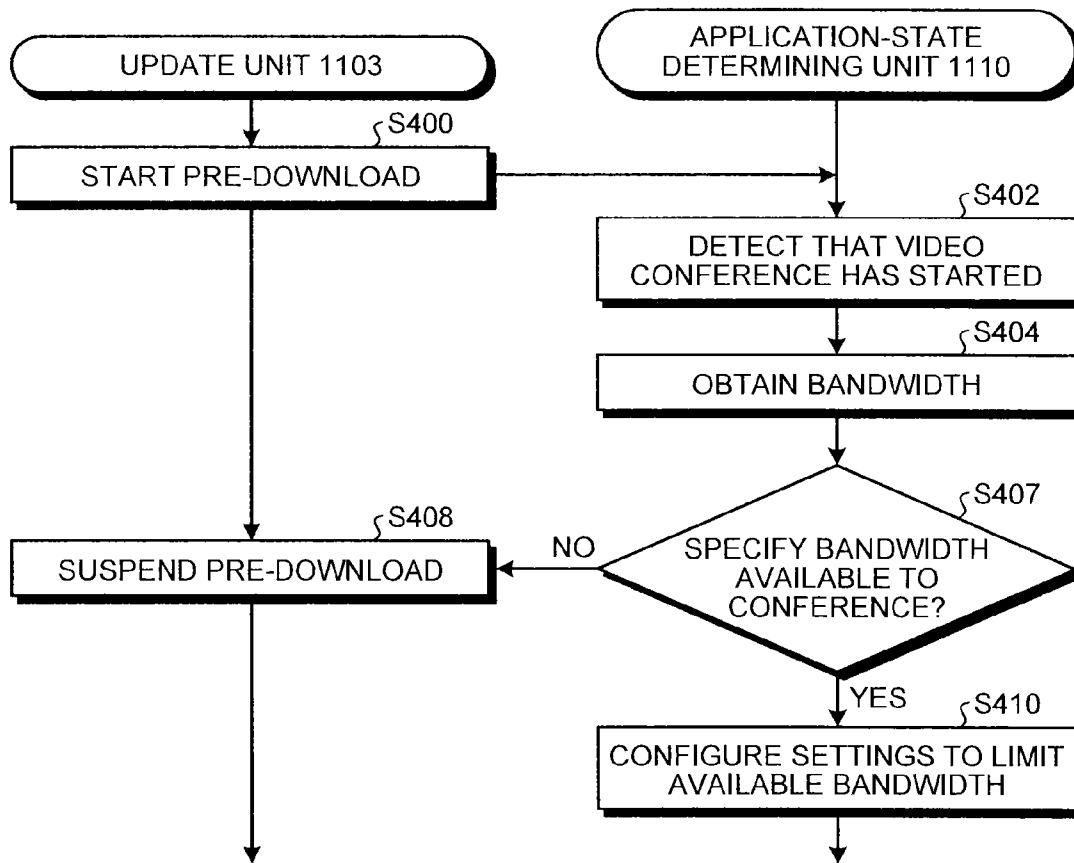 UPDATE UNIT 1103
APPLICATION-STATE
DETERMINING UNIT 1110
S400
START PRE-DOWNLOAD
S402
DETECT THAT VIDEO
CONFERENCE HAS STARTED
S404
OBTAIN BANDWIDTH
S407
SPECIFY BANDWIDTH
AVAILABLE TO
CONFERENCE?
NO
S408
SUSPEND PRE-DOWNLOAD
YES
S410
CONFIGURE SETTINGS TO LIMIT
AVAILABLE BANDWIDTH